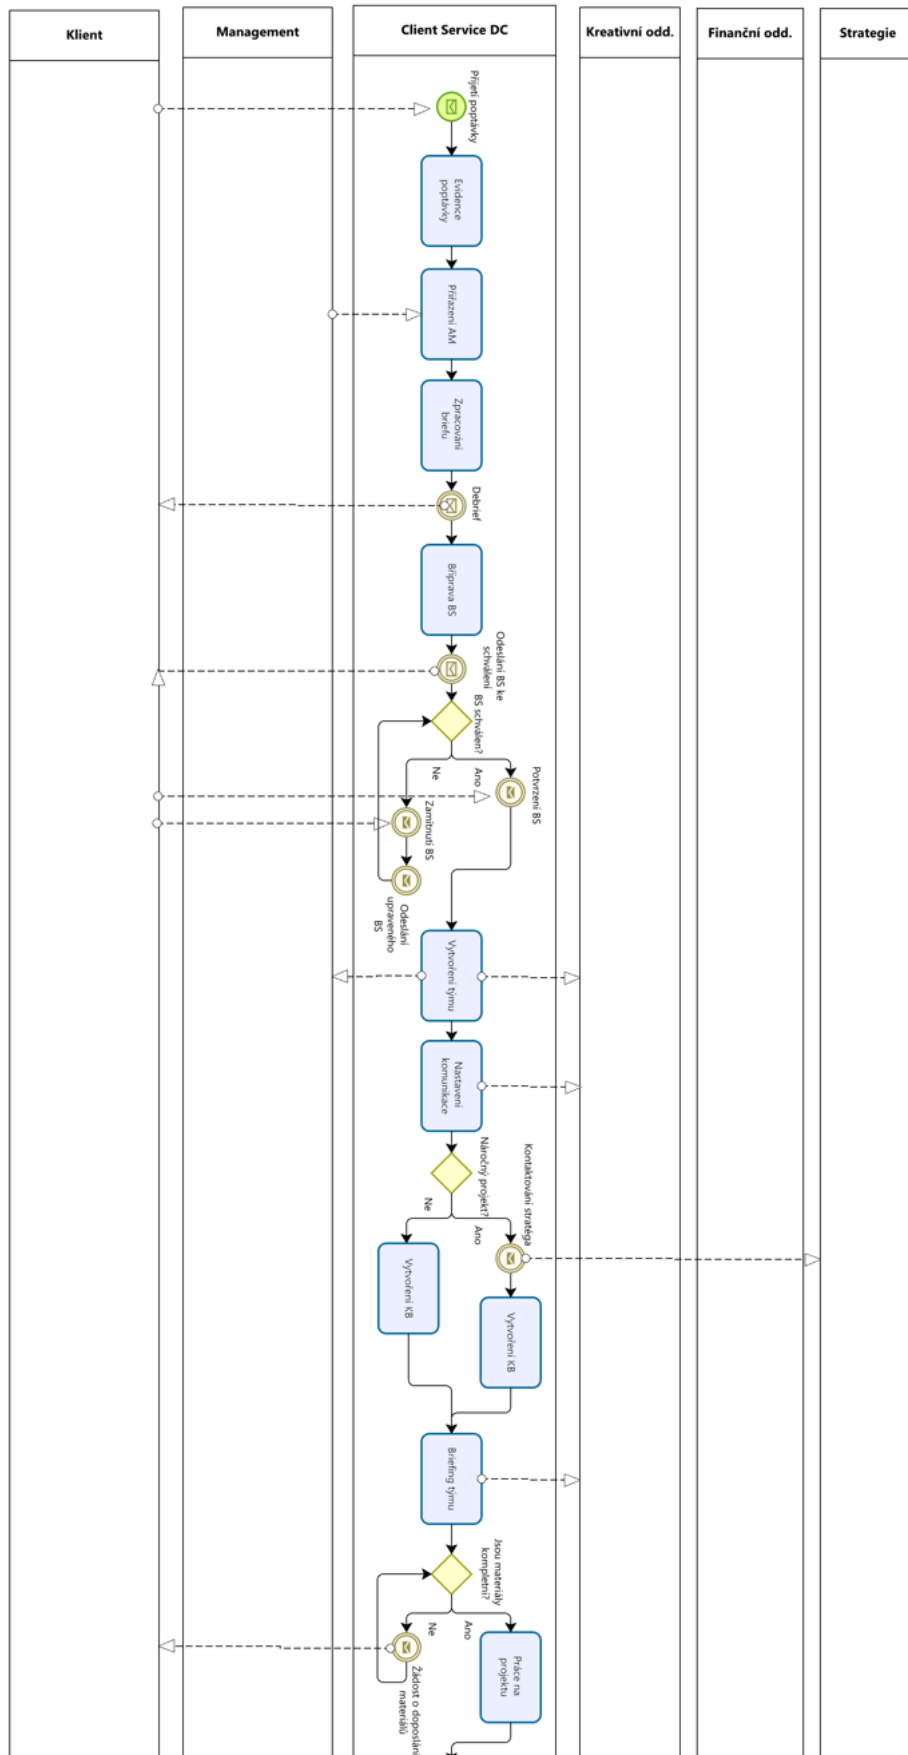 Klient
Management
Client Service DC
Kreativní odd.
Finanční odd.
Strategie
Přijetí poptávky
Evidence
poptávky
Přiřazení AM
Zpracování
briefu
Debrief
Břiprava BS
Odeslání BS ke
schválení
BS schválen?
Ano
Ne
Potvrzení BS
Zamítnutí BS
Odeslání
upraveného
BS
Vytvoření týmu
Nastavení
komunikace
Náročný projekt?
Ano
Ne
Kontaktování stratéga
Vytvoření KB
Vytvoření KB
Briefing týmu
Jsou materiály
kompletní?
Ano
Ne
Práce na
projektu
Žádost o doposlání
materiálů